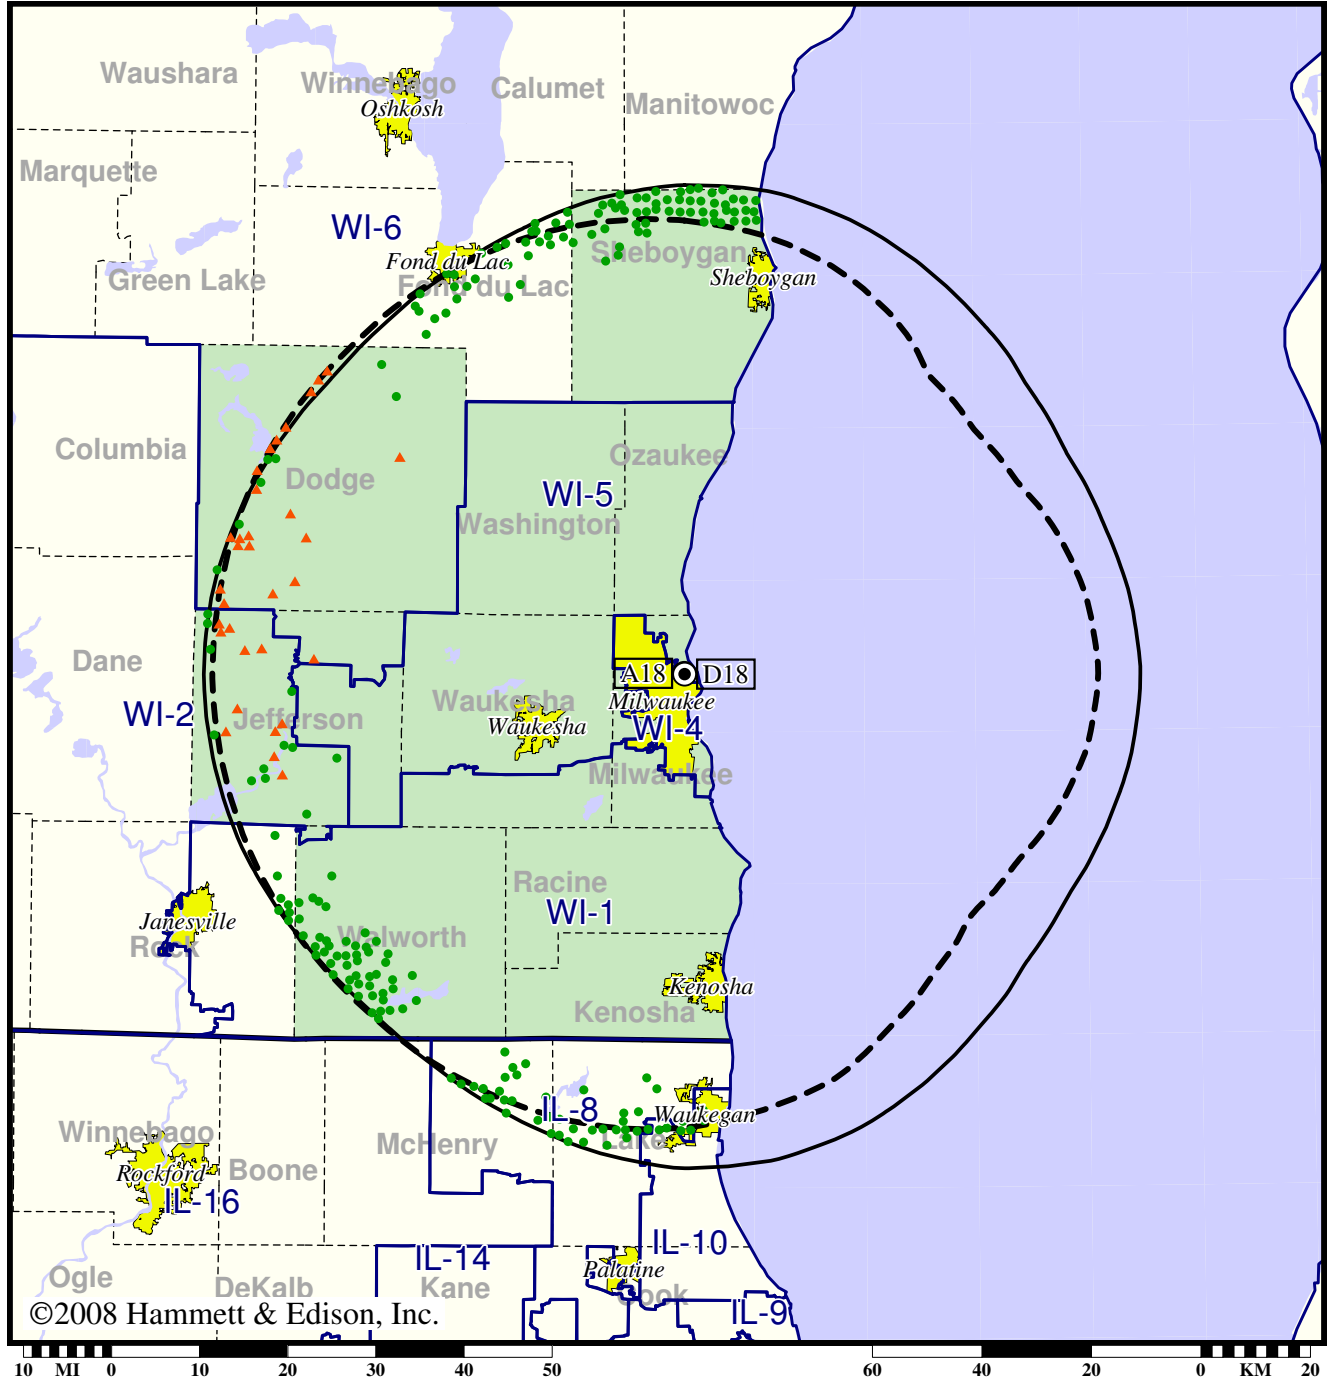 Waushara
Winnebago
Oshkosh
Calumet
Manitowoc
Marquette
WI-6
Green Lake
Fond du Lac
Fond du Lac
Sheboygan
Sheboygan
Columbia
Dodge
Ozaukee
WI-5
Washington
Dane
A18
D18
WI-2
Jefferson
Waukesha
Waukesha
Milwaukee
WI-4
Milwaukee
Racine
WI-1
Janesville
Rock
Walworth
Kenosha
Kenosha
Winnebago
Rockford
IL-16
Boone
McHenry
IL-8
Lake
Waukegan
IL-14
IL-10
Ogle
DeKalb
Kane
Palatine
Cook
IL-9
©2008 Hammett & Edison, Inc.
10 MI 0 10 20 30 40 50 60 40 20 0 KM 20